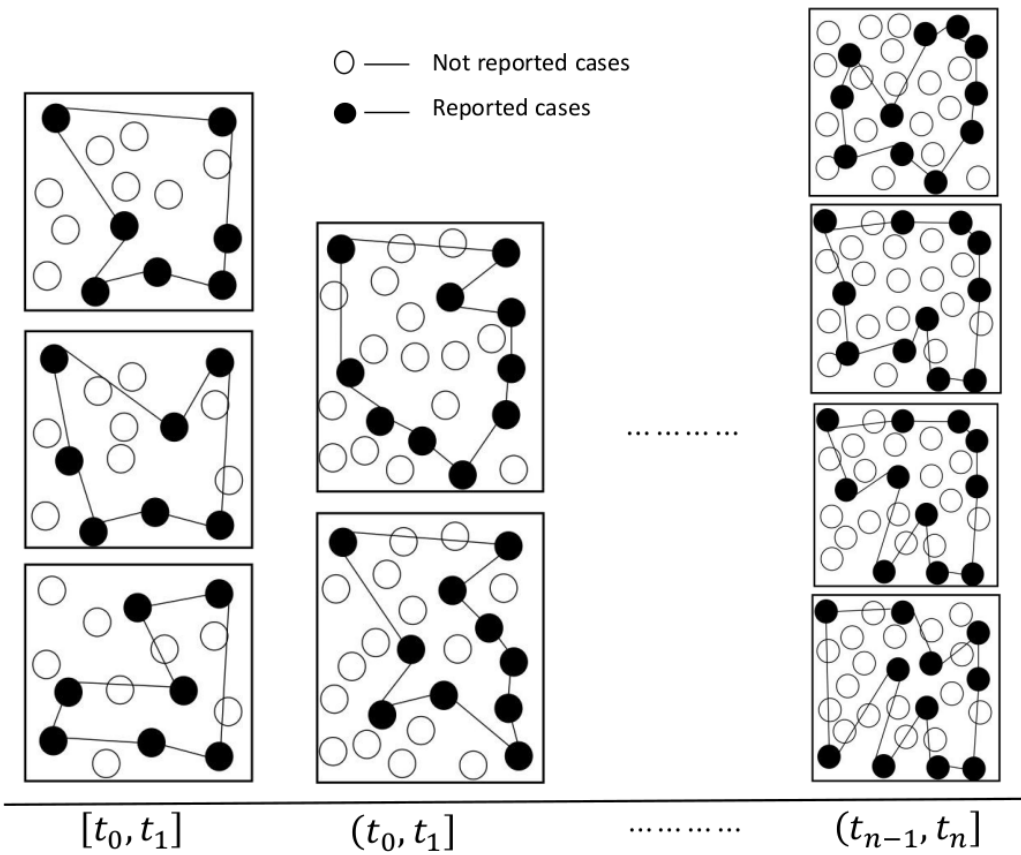 Not reported cases
Reported cases
…………
[t₀, t₁] (t₀, t₁] ………… (tₙ₋₁, tₙ]